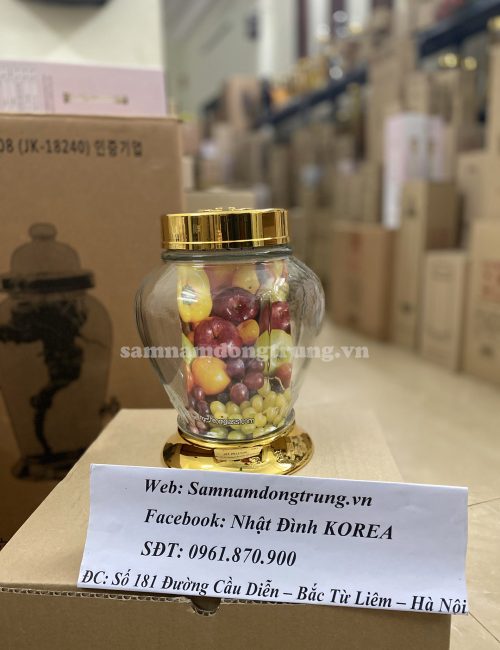 08 (JK-18240) 인증기업
samnamdongtrung.vn
Web: Samnamdongtrung.vn
Facebook: Nhật Đình KOREA
SĐT: 0961.870.900
ĐC: Số 181 Đường Cầu Diễn – Bắc Từ Liêm – Hà Nội